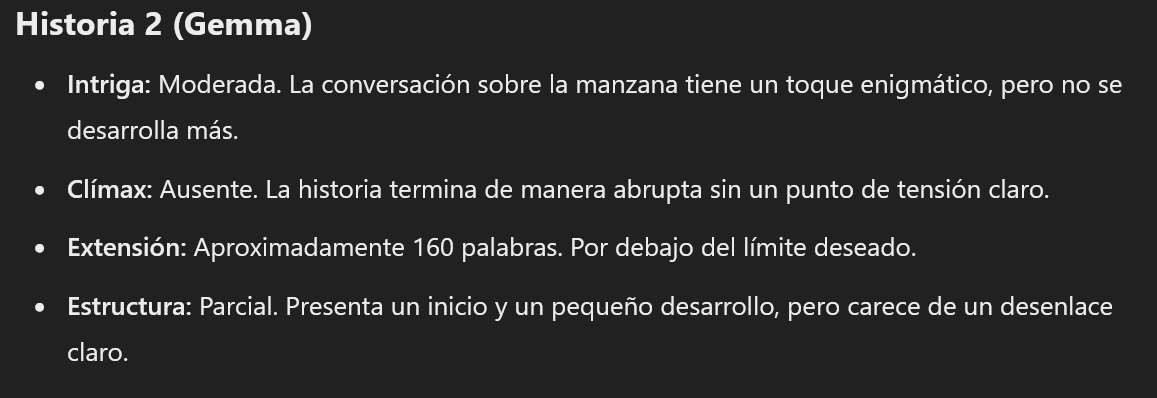 Historia 2 (Gemma)
• Intriga: Moderada. La conversación sobre la manzana tiene un toque enigmático, pero no se
desarrolla más.
• Clímax: Ausente. La historia termina de manera abrupta sin un punto de tensión claro.
• Extensión: Aproximadamente 160 palabras. Por debajo del límite deseado.
• Estructura: Parcial. Presenta un inicio y un pequeño desarrollo, pero carece de un desenlace
claro.